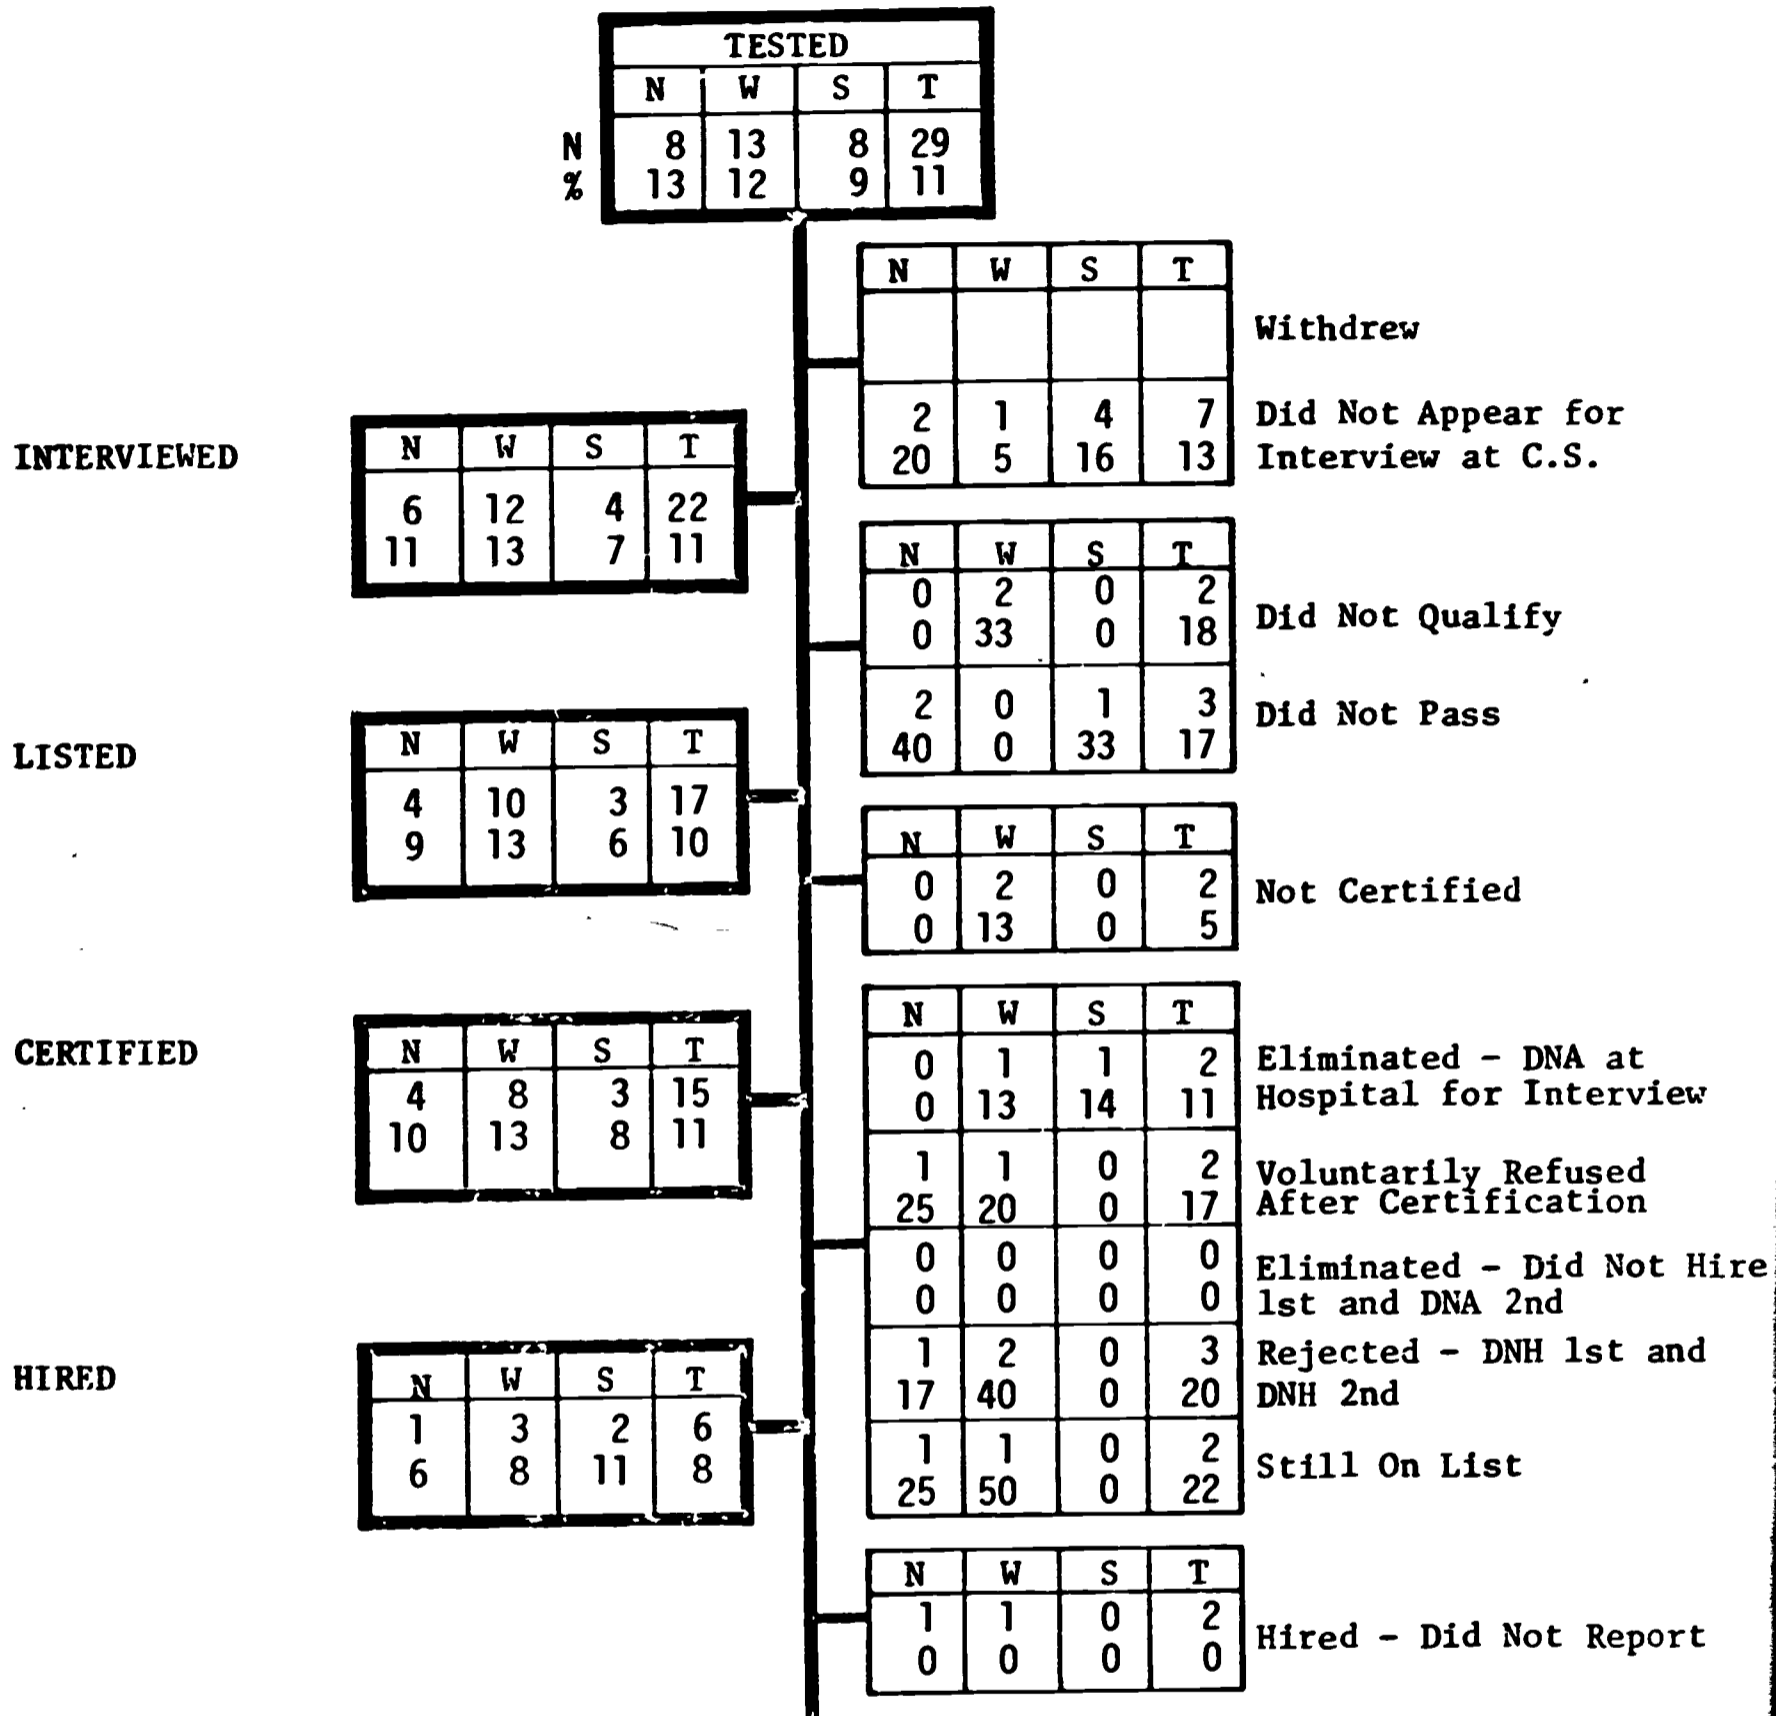 TESTED
N W S T
N 8 13 8 29
% 13 12 9 11
N W S T
Withdrew
2 1 4 7 Did Not Appear for
20 5 16 13 Interview at C.S.
INTERVIEWED
N W S T
6 12 4 22
11 13 7 11
N W S T
0 2 0 2
0 33 0 18
Did Not Qualify
2 0 1 3
40 0 33 17
Did Not Pass
LISTED
N W S T
4 10 3 17
9 13 6 10
N W S T
0 2 0 2
0 13 0 5
Not Certified
CERTIFIED
N W S T
4 8 3 15
10 13 8 11
N W S T
0 1 1 2 Eliminated - DNA at
0 13 14 11 Hospital for Interview
1 1 0 2 Voluntarily Refused
25 20 0 17 After Certification
0 0 0 0 Eliminated - Did Not Hire
0 0 0 0 1st and DNA 2nd
1 2 0 3 Rejected - DNH 1st and
17 40 0 20 DNH 2nd
1 1 0 2
25 50 0 22
Still On List
HIRED
N W S T
1 3 2 6
6 8 11 8
N W S T
1 1 0 2
0 0 0 0
Hired - Did Not Report